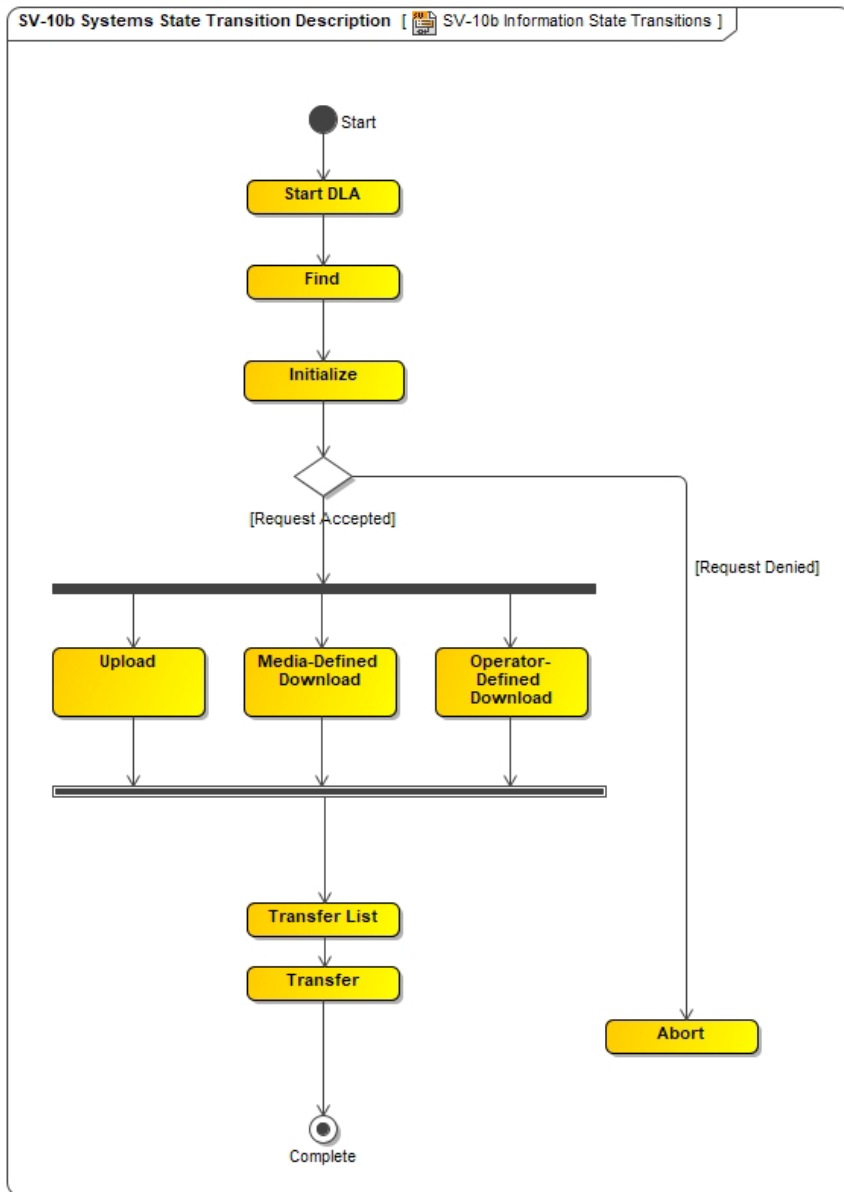 SV-10b Systems State Transition Description [ SV-10b Information State Transitions ]
Start
Start DLA
Find
Initialize
[Request Accepted]
[Request Denied]
Upload
Media-Defined
Download
Operator-
Defined
Download
Transfer List
Transfer
Abort
Complete